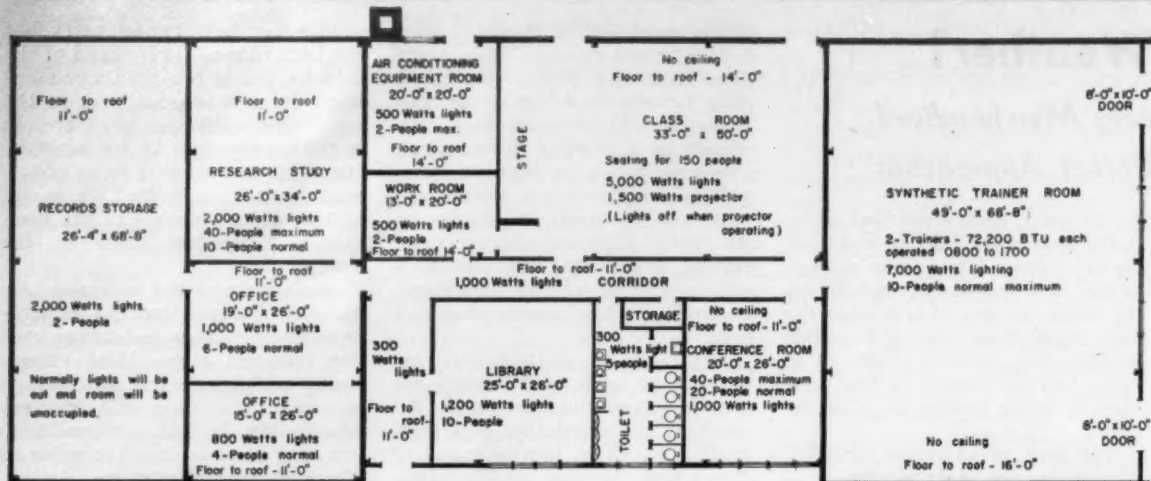 Floor to roof
11'-0"
RECORDS STORAGE
26'-4" x 68'-8"
2,000 Watts lights
2-People
Normally lights will be
out and room will be
unoccupied.
Floor to roof
11'-0"
RESEARCH STUDY
26'-0" x 34'-0"
2,000 Watts lights
40-People maximum
10-People normal
Floor to roof
11'-0"
OFFICE
19'-0" x 26'-0"
1,000 Watts lights
People normal
OFFICE
15'-0" x 26'-0"
800 Watts lights
4-People normal
Floor to roof-11'-0"
AIR CONDITIONING
EQUIPMENT ROOM
20'-0" x 20'-0"
500 Watts lights
2-People max.
Floor to roof
14'-0"
WORK ROOM
13'-0" x 20'-0"
500 Watts lights
2-People
Floor to roof 14'-0"
STAGE
No ceiling
Floor to roof - 14'-0"
CLASS ROOM
33'-0" x 50'-0"
Seating for 150 people
5,000 Watts lights
1,500 Watts projector
(Lights off when projector
operating)
Floor to roof-11'-0"
1,000 Watts lights CORRIDOR
300
Watts
lights
Floor to
roof-
11'-0"
LIBRARY
25'-0" x 26'-0"
1,200 Watts lights
10-People
STORAGE
300
Watts light
people
TOILET
No ceiling
Floor to roof-11'-0"
CONFERENCE ROOM
20'-0" x 26'-0"
40-People maximum
20-People normal
1,000 Watts lights
8'-0" x 10'-0"
DOOR
SYNTHETIC TRAINER ROOM
49'-0" x 68'-8"
2-Trainers - 72,200 BTU each
operated 0800 to 1700
7,000 Watts lighting
10-People normal maximum
8'-0" x 10'-0"
DOOR
No ceiling
Floor to roof-16'-0"